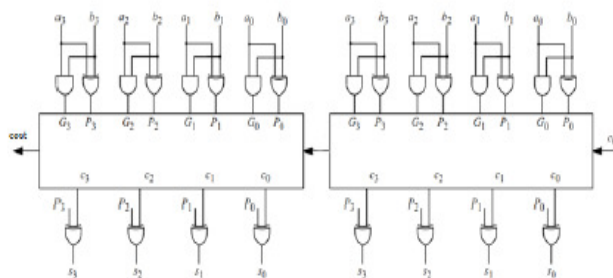 a3 b3 a2 b2 a1 b1 a0 b0 a3 b3 a2 b2 a1 b1 a0 b0
G3 P3 G2 P2 G1 P1 G0 P0 G3 P3 G2 P2 G1 P1 G0 P0
cout
c3 c2 c1 c0 c3 c2 c1 c0
P3 P2 P1 P0 P3 P2 P1 P0
s3 s2 s1 s0 s3 s2 s1 s0